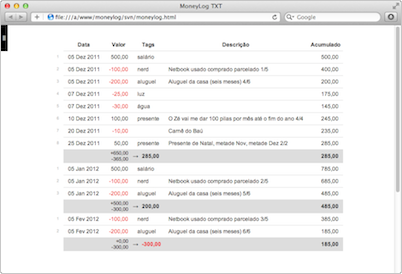 MoneyLog TXT
file:///a/www/moneylog/svn/moneylog.html
Google
Data Valor Tags Descrição Acumulado
05 Dez 2011 500,00 salário 500,00
05 Dez 2011 -100,00 nerd Netbook usado comprado parcelado 1/5 400,00
05 Dez 2011 -200,00 aluguel Aluguel da casa (seis meses) 4/6 200,00
07 Dez 2011 -25,00 luz 175,00
07 Dez 2011 -30,00 água 145,00
10 Dez 2011 100,00 presente O Zé vai me dar 100 pilas por mês até o fim do ano 4/4 245,00
20 Dez 2011 -10,00 Carnê do Baú 235,00
25 Dez 2011 50,00 presente Presente de Natal, metade Nov, metade Dez 2/2 285,00
+650,00
-365,00 → 285,00 285,00
05 Jan 2012 500,00 salário 785,00
05 Jan 2012 -100,00 nerd Netbook usado comprado parcelado 2/5 685,00
05 Jan 2012 -200,00 aluguel Aluguel da casa (seis meses) 5/6 485,00
+500,00
-300,00 → 200,00 485,00
05 Fev 2012 -100,00 nerd Netbook usado comprado parcelado 3/5 385,00
05 Fev 2012 -200,00 aluguel Aluguel da casa (seis meses) 6/6 185,00
+0,00
-300,00 → -300,00 185,00